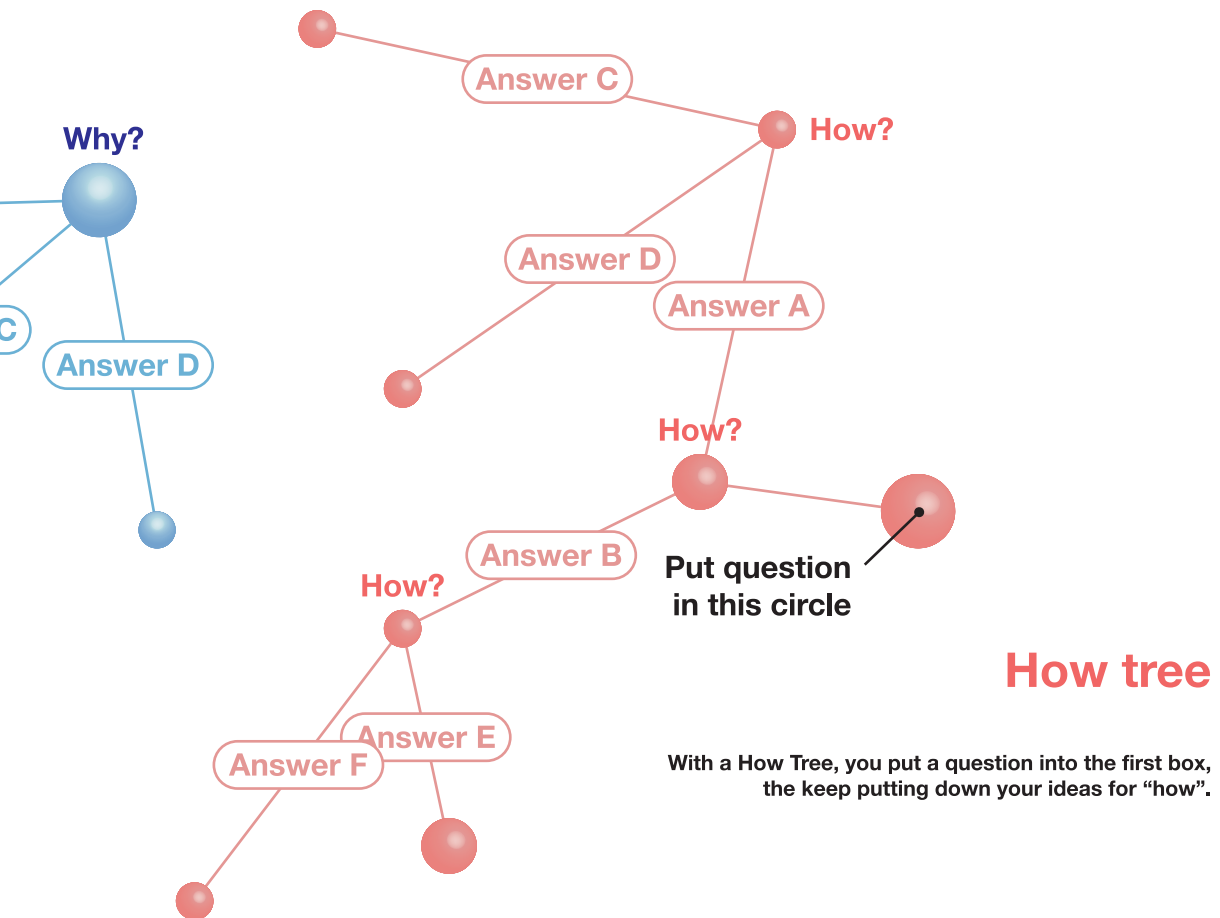 Answer C
How?
Why?
Answer D
Answer A
C
Answer D
How?
Answer B
Put question
in this circle
How?
How tree
Answer E
Answer F
With a How Tree, you put a question into the first box,
the keep putting down your ideas for “how”.